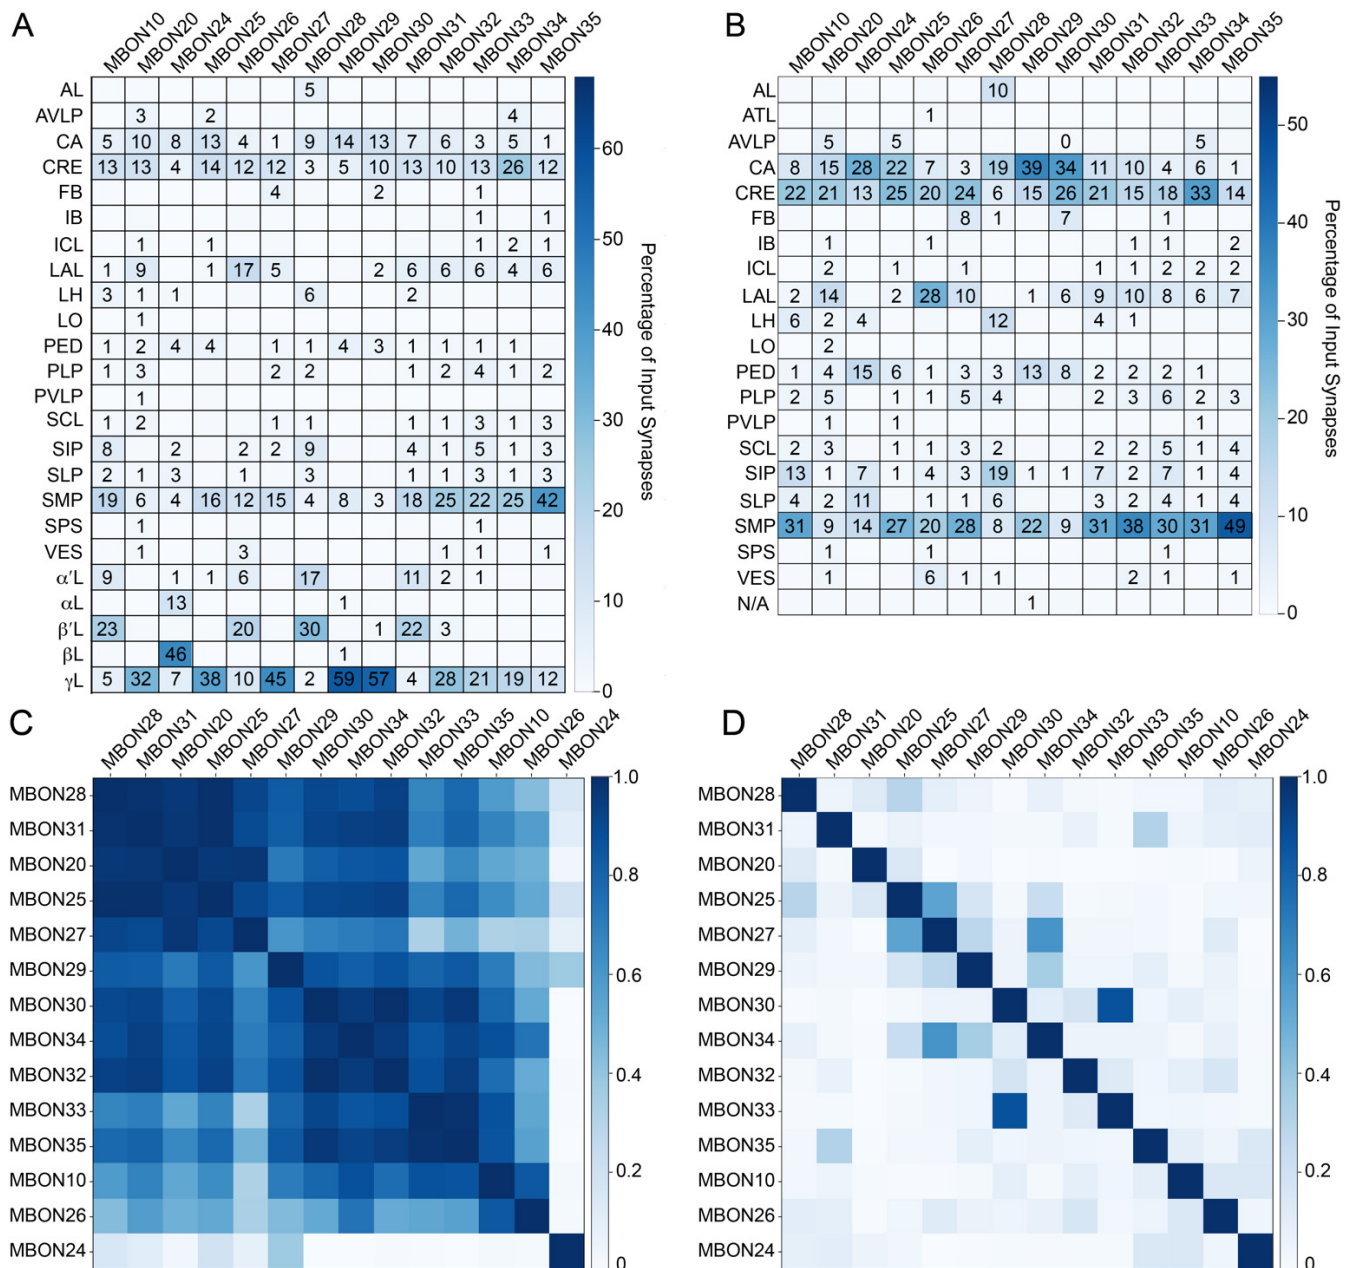 A
MBON10 MBON20 MBON24 MBON25 MBON26 MBON27 MBON28 MBON29 MBON30 MBON31 MBON32 MBON33 MBON34 MBON35
AL 5
AVLP 3 2 4
CA 5 10 8 13 4 1 9 14 13 7 6 3 5 1
CRE 13 13 4 14 12 12 3 5 10 13 10 13 26 12
FB 4 2 1
IB 1 1
ICL 1 1 1 2 1
LAL 1 9 1 17 5 2 6 6 6 4 6
LH 3 1 1 6 2
LO 1
PED 1 2 4 4 1 1 4 3 1 1 1 1
PLP 1 3 2 2 1 2 4 1 2
PVLP 1
SCL 1 2 1 1 1 1 3 1 3
SIP 8 2 2 2 9 4 1 5 1 3
SLP 2 1 3 1 3 1 1 3 1 3
SMP 19 6 4 16 12 15 4 8 3 18 25 22 25 42
SPS 1 1
VES 1 3 1 1 1
α'L 9 1 1 6 17 11 2 1
αL 13 1
β'L 23 20 30 1 22 3
βL 46 1
γL 5 32 7 38 10 45 2 59 57 4 28 21 19 12
60
50
40
30
20
10
0
Percentage of Input Synapses
B
MBON10 MBON20 MBON24 MBON25 MBON26 MBON27 MBON28 MBON29 MBON30 MBON31 MBON32 MBON33 MBON34 MBON35
AL 10
ATL 1
AVLP 5 5 0 5
CA 8 15 28 22 7 3 19 39 34 11 10 4 6 1
CRE 22 21 13 25 20 24 6 15 26 21 15 18 33 14
FB 8 1 7 1
IB 1 1 1 1 2
ICL 2 1 1 1 1 2 2 2
LAL 2 14 2 28 10 1 6 9 10 8 6 7
LH 6 2 4 12 4 1
LO 2
PED 1 4 15 6 1 3 3 13 8 2 2 2 1
PLP 2 5 1 1 5 4 2 3 6 2 3
PVLP 1 1 1
SCL 2 3 1 1 3 2 2 2 5 1 4
SIP 13 1 7 1 4 3 19 1 1 7 2 7 1 4
SLP 4 2 11 1 1 6 3 2 4 1 4
SMP 31 9 14 27 20 28 8 22 9 31 38 30 31 49
SPS 1 1 1
VES 1 6 1 1 2 1 1
N/A 1
50
40
30
20
10
0
Percentage of Input Synapses
C
MBON28 MBON31 MBON20 MBON25 MBON27 MBON29 MBON30 MBON34 MBON32 MBON33 MBON35 MBON10 MBON26 MBON24
MBON28
MBON31
MBON20
MBON25
MBON27
MBON29
MBON30
MBON34
MBON32
MBON33
MBON35
MBON10
MBON26
MBON24
1.0
0.8
0.6
0.4
0.2
0
D
MBON28 MBON31 MBON20 MBON25 MBON27 MBON29 MBON30 MBON34 MBON32 MBON33 MBON35 MBON10 MBON26 MBON24
MBON28
MBON31
MBON20
MBON25
MBON27
MBON29
MBON30
MBON34
MBON32
MBON33
MBON35
MBON10
MBON26
MBON24
1.0
0.8
0.6
0.4
0.2
0